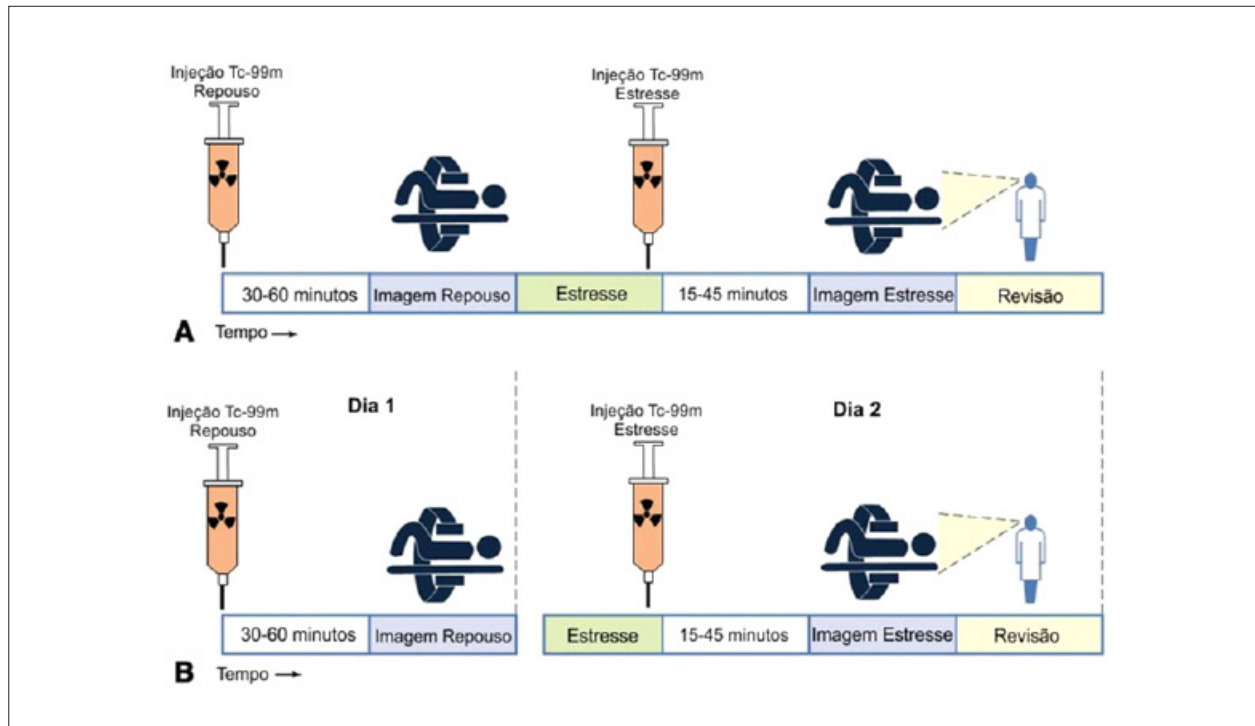 Injeção Tc-99m
Repouso
Injeção Tc-99m
Estresse
30-60 minutos
Imagem Repouso
Estresse
15-45 minutos
Imagem Estresse
Revisão
A
Tempo
Dia 1
Dia 2
Injeção Tc-99m
Repouso
Injeção Tc-99m
Estresse
30-60 minutos
Imagem Repouso
Estresse
15-45 minutos
Imagem Estresse
Revisão
B
Tempo